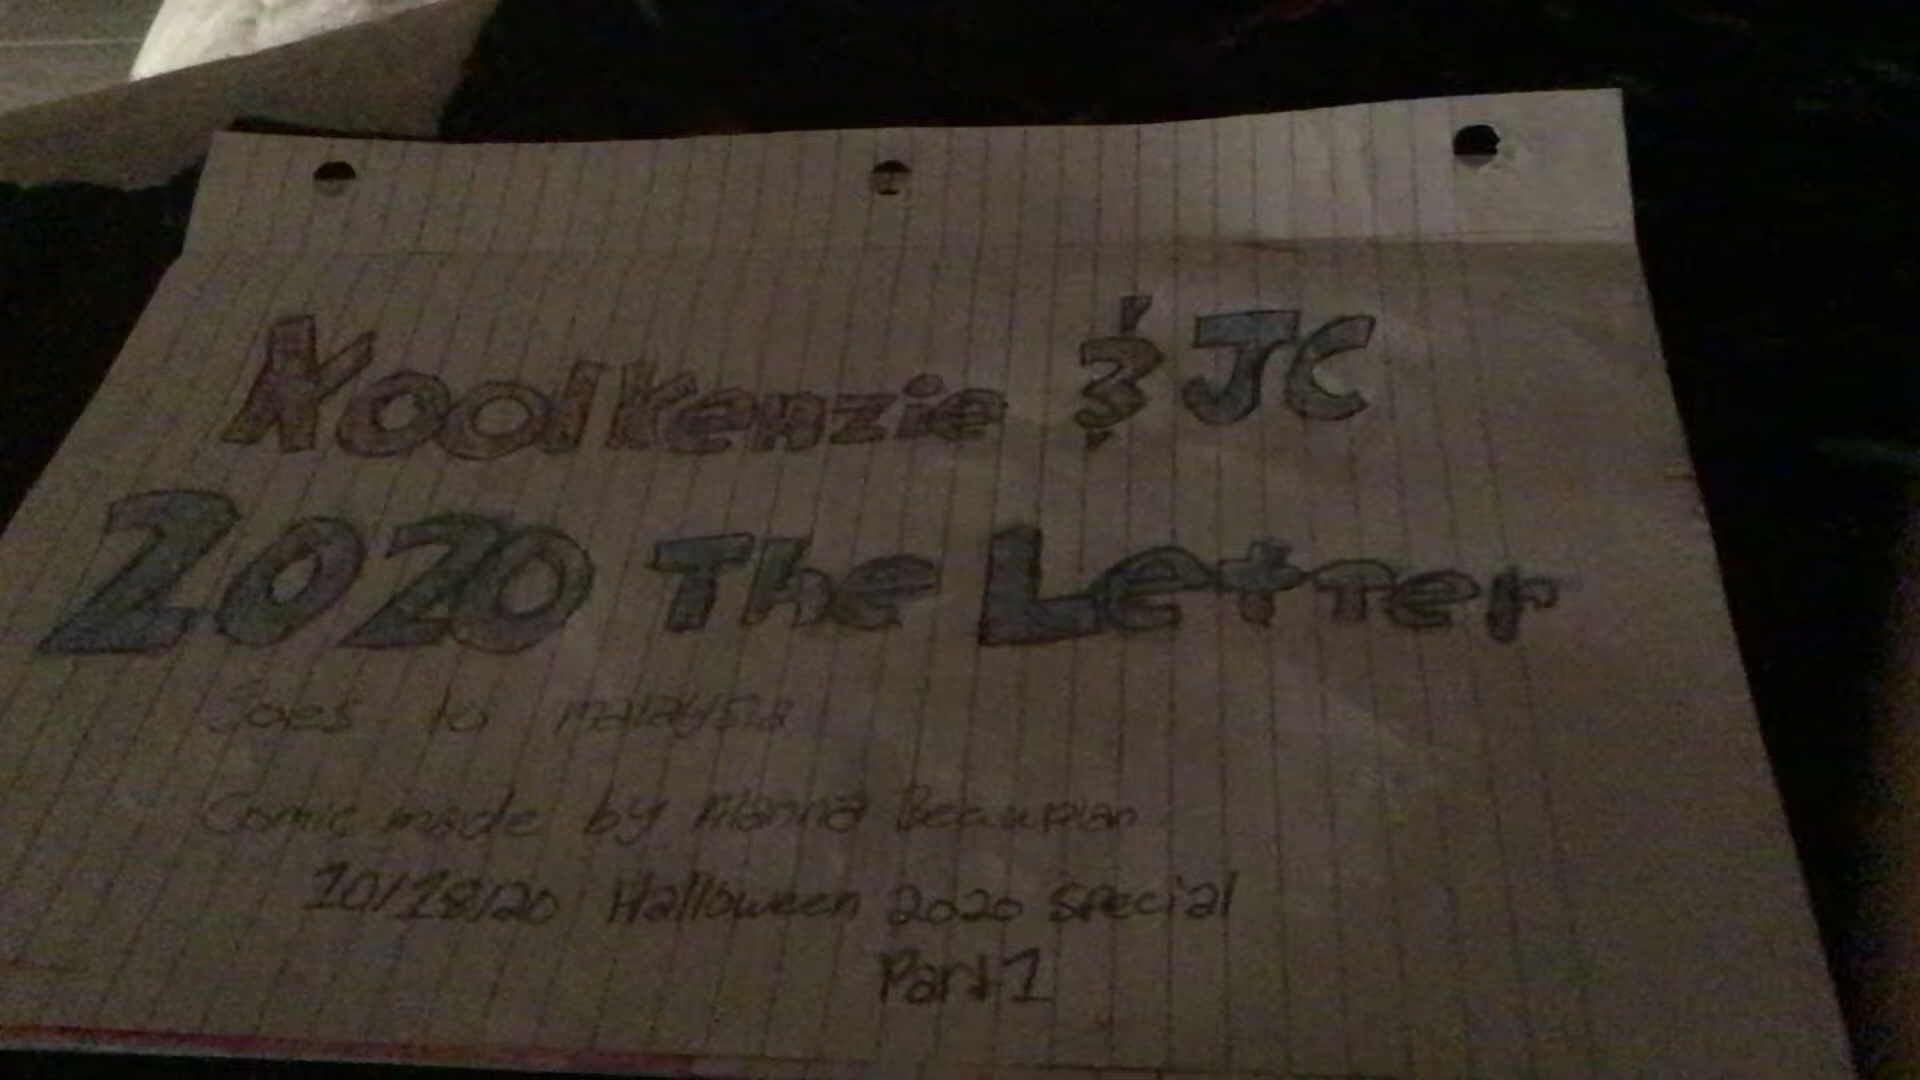 Koolkenzie & JC
2020 The Letter
Goes to malaysia
Comic made by
10/18/20 Halloween 2020 special
Part 1